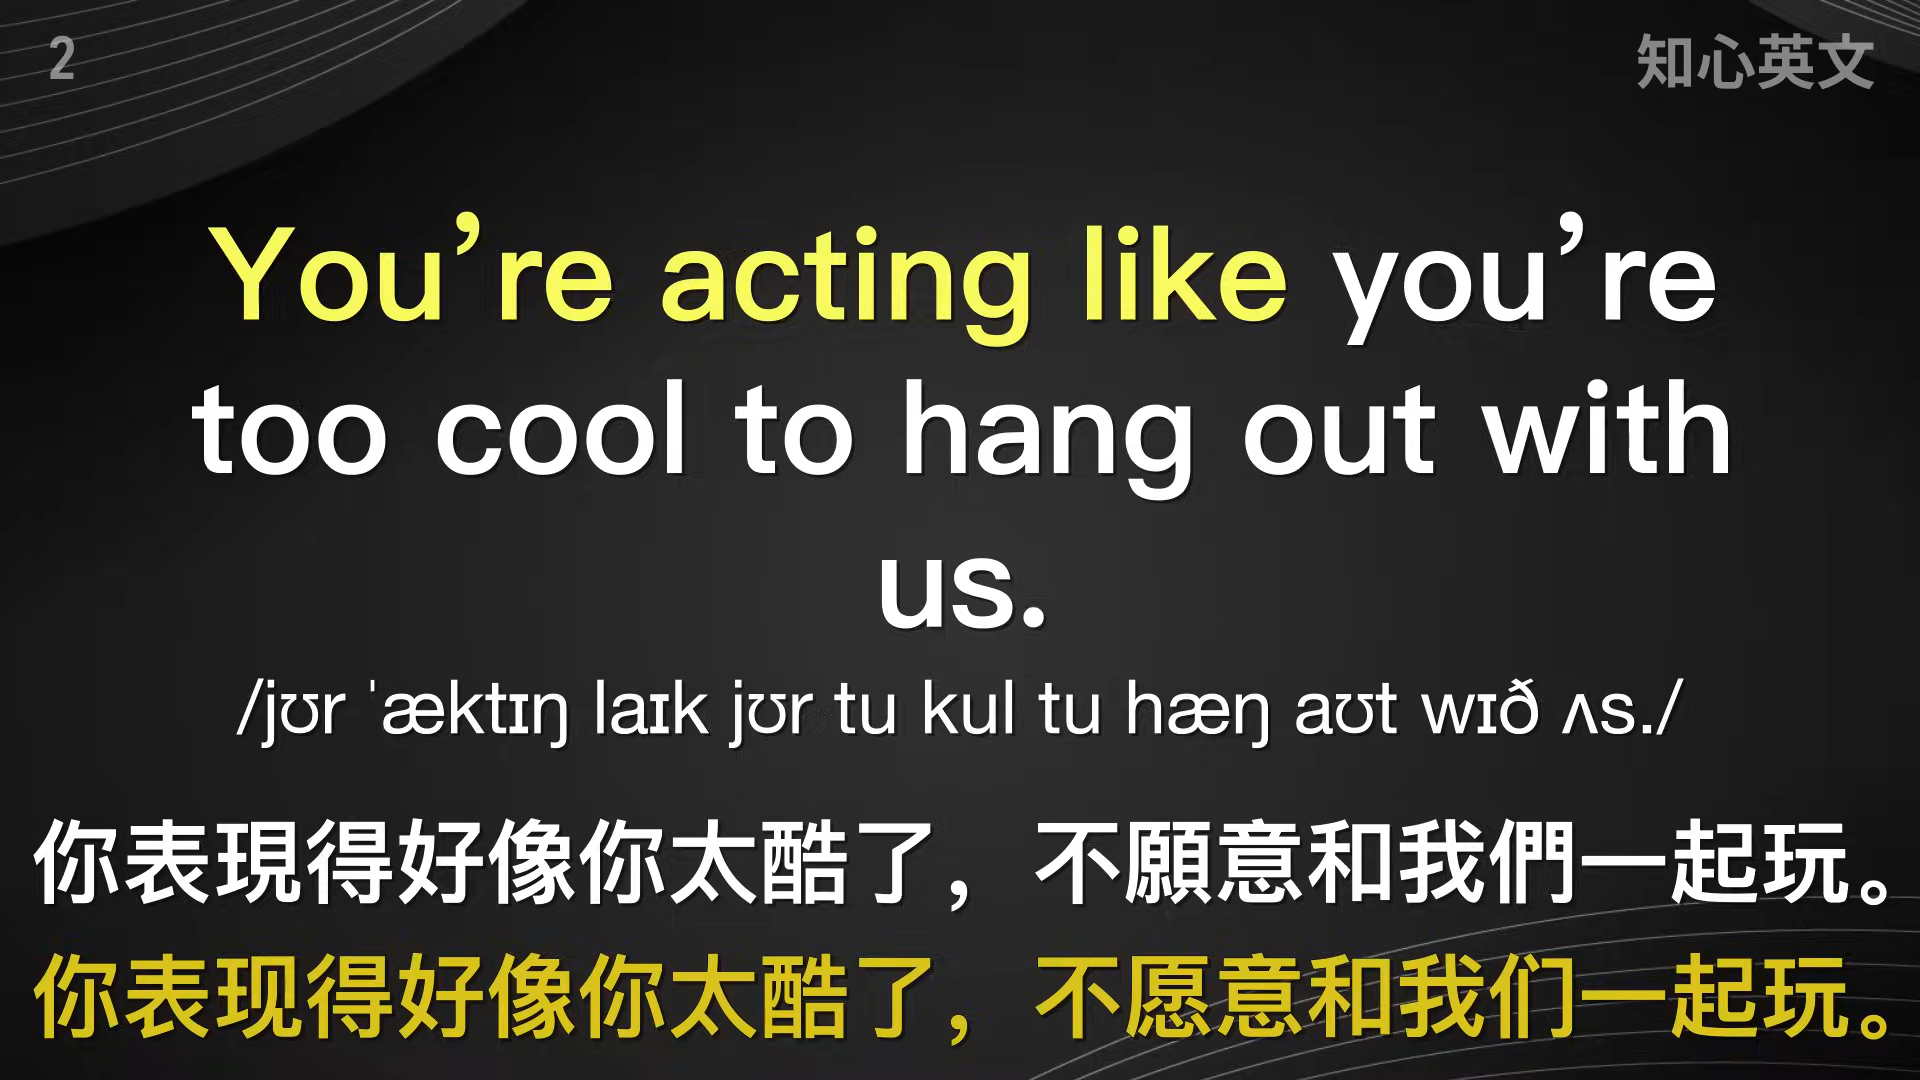 2
知心英文
You’re acting like you’re
too cool to hang out with
us.
/jʊr ˈæktɪŋ laɪk jʊr tu kul tu hæŋ aʊt wɪð ʌs./
你表現得好像你太酷了，不願意和我們一起玩。
你表现得好像你太酷了，不愿意和我们一起玩。